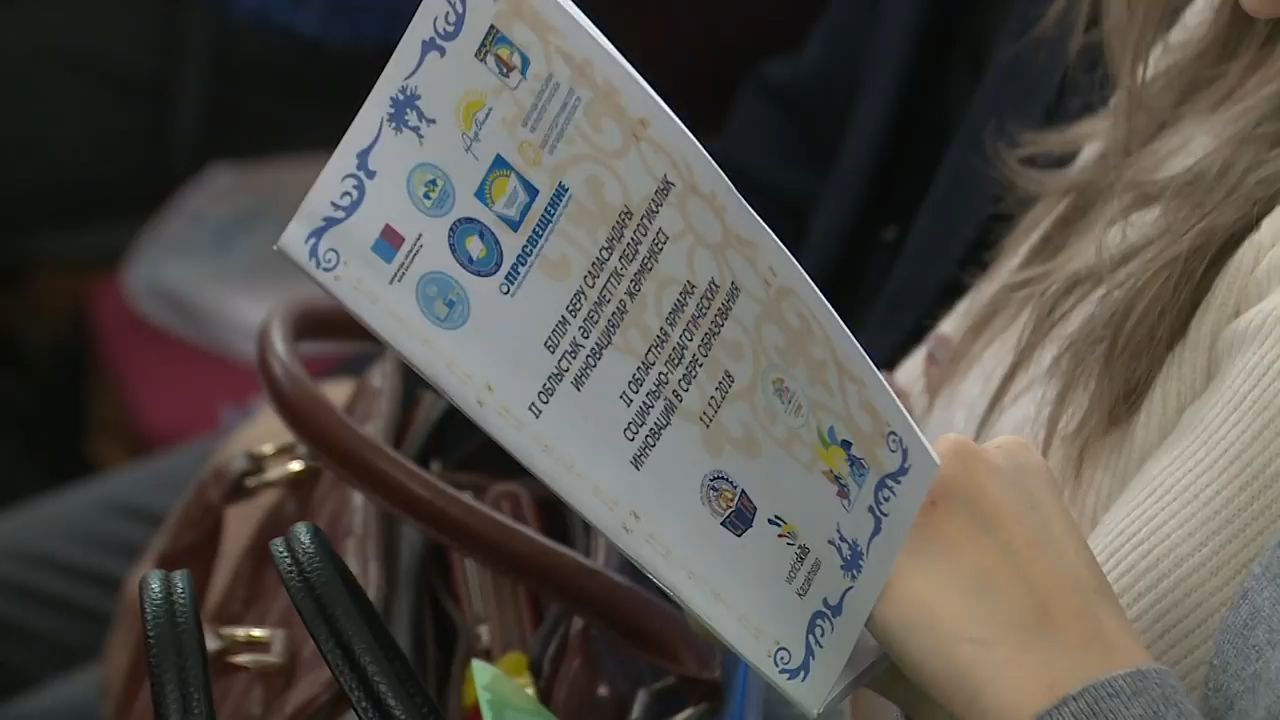 ПРОСВЕЩЕНИЕ
БІЛІМ БЕРУ САЛАСЫНДАҒЫ
II ОБЛЫСТЫҚ ӘЛЕУМЕТТІК-ПЕДАГОГИКАЛЫҚ
ИННОВАЦИЯЛАР ЖӘРМЕҢКЕСІ
II ОБЛАСТНАЯ ЯРМАРКА
СОЦИАЛЬНО-ПЕДАГОГИЧЕСКИХ
ИННОВАЦИЙ В СФЕРЕ ОБРАЗОВАНИЯ
11.12.2018
worldskills
Kazakhstan